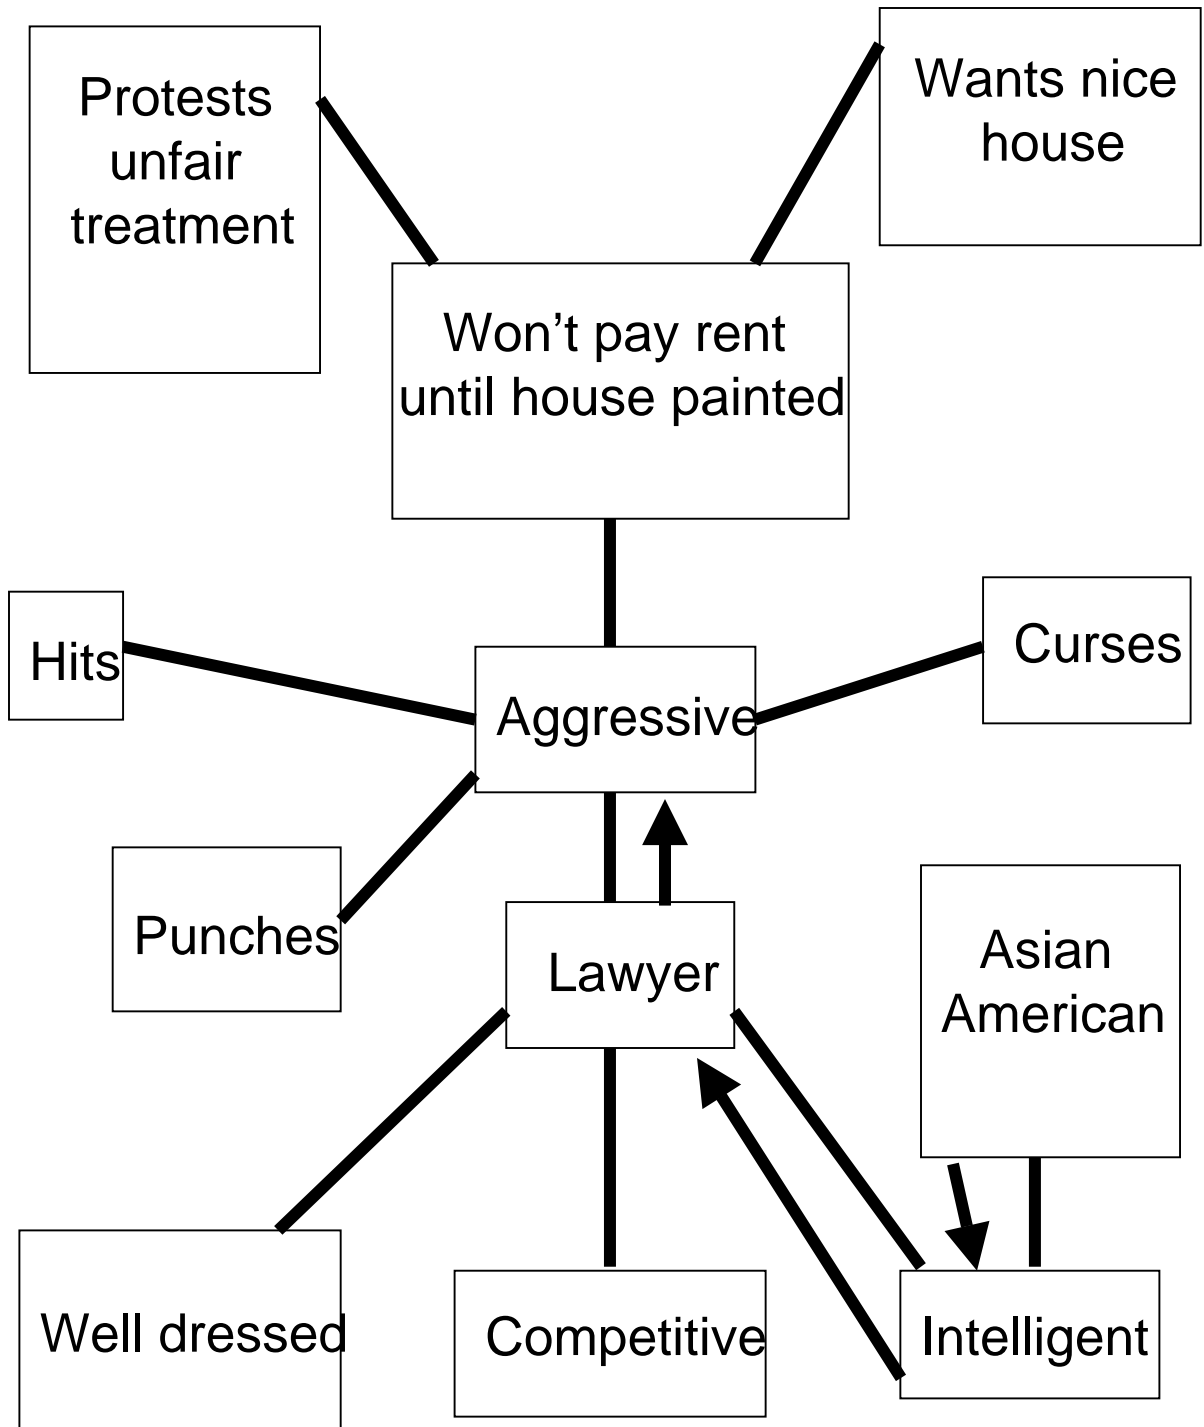 Protests
unfair
treatment
Wants nice
house
Won’t pay rent
until house painted
Hits
Curses
Aggressive
Punches
Lawyer
Asian
American
Well dressed
Competitive
Intelligent